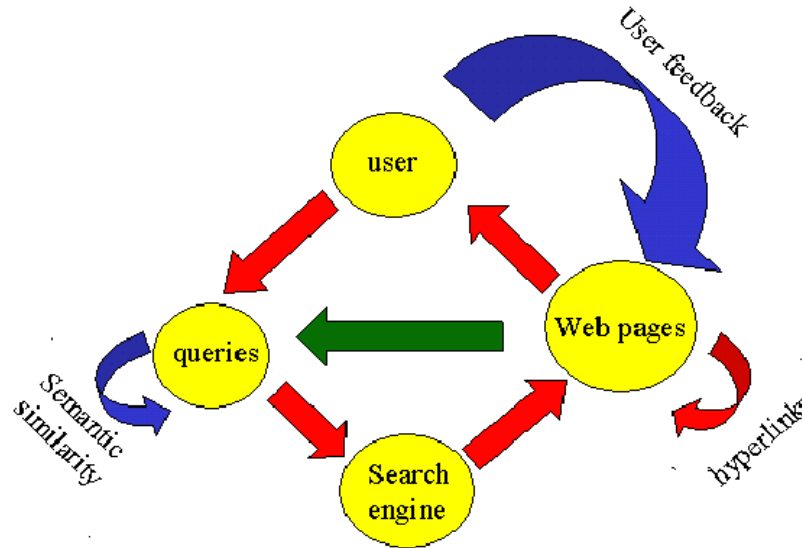 User feedback
user
Web pages
queries
Semantic
similarity
hyperlinks
Search
engine